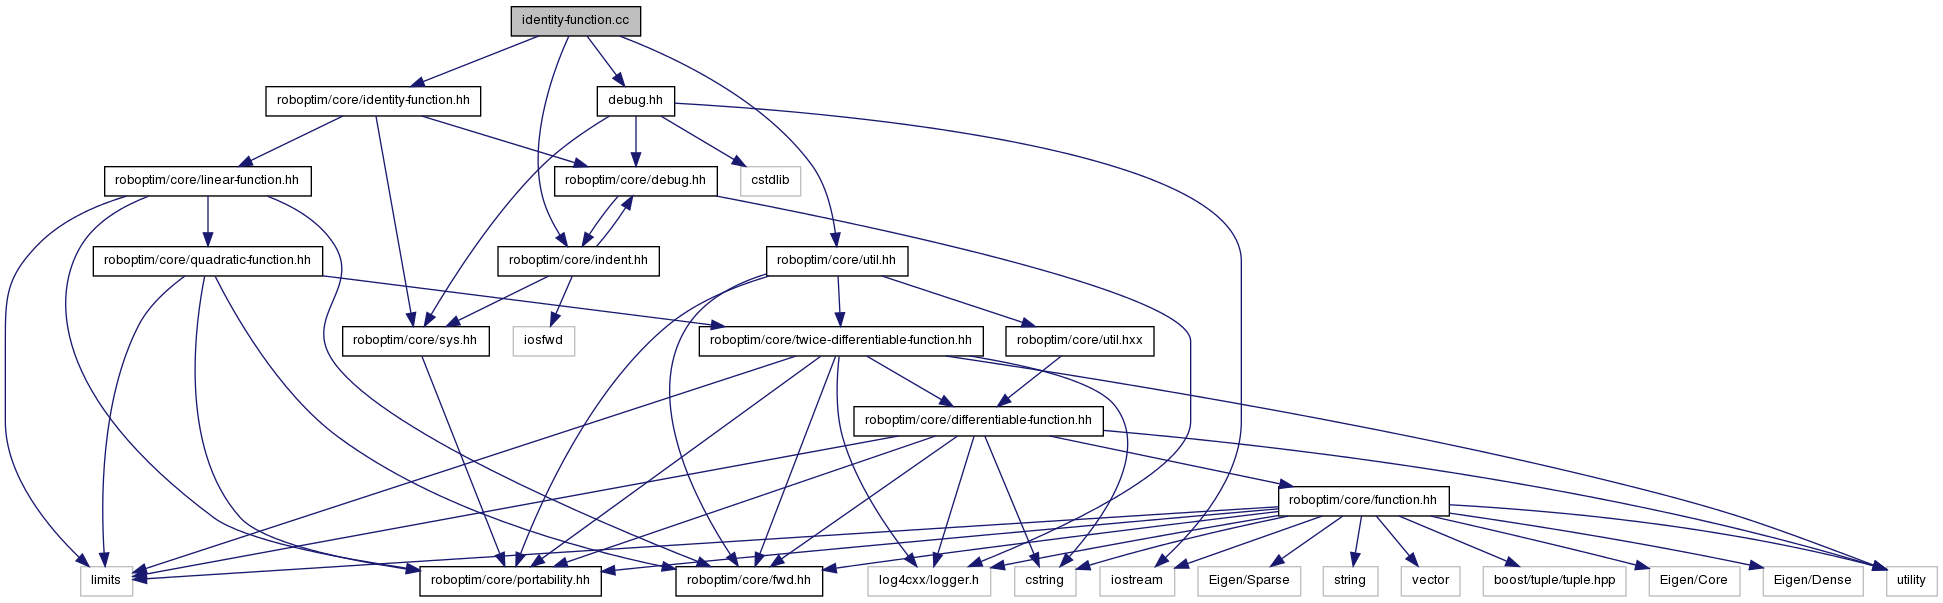 identity-function.cc
roboptim/core/identity-function.hh
debug.hh
roboptim/core/linear-function.hh
roboptim/core/debug.hh
cstdlib
roboptim/core/quadratic-function.hh
roboptim/core/indent.hh
roboptim/core/util.hh
roboptim/core/sys.hh
iosfwd
roboptim/core/twice-differentiable-function.hh
roboptim/core/util.hxx
roboptim/core/differentiable-function.hh
roboptim/core/function.hh
limits
roboptim/core/portability.hh
roboptim/core/fwd.hh
log4cxx/logger.h
cstring
iostream
Eigen/Sparse
string
vector
boost/tuple/tuple.hpp
Eigen/Core
Eigen/Dense
utility